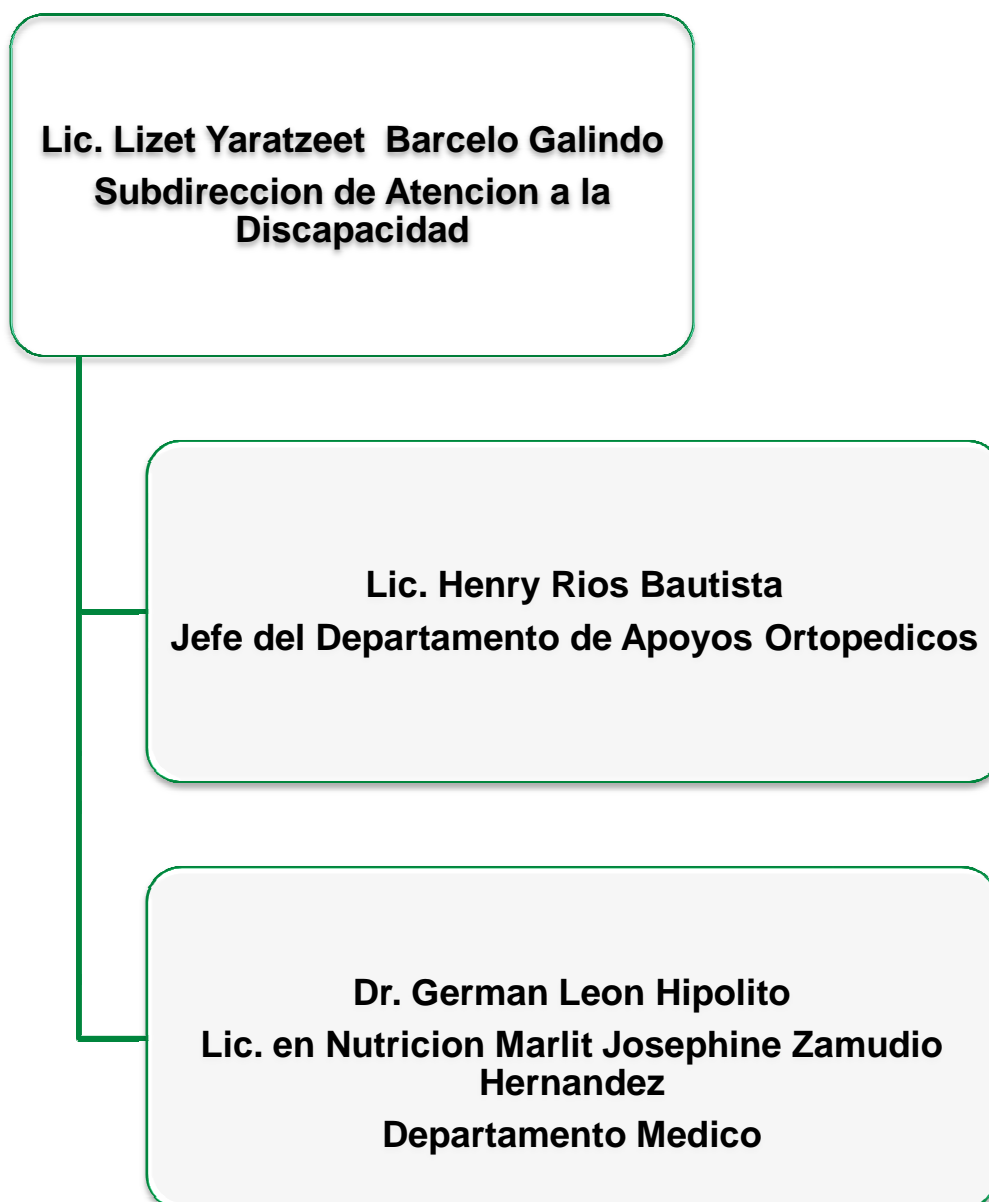 Lic. Lizet Yaratzeet  Barcelo Galindo
Subdireccion de Atencion a la
Discapacidad
Lic. Henry Rios Bautista
Jefe del Departamento de Apoyos Ortopedicos
Dr. German Leon Hipolito
Lic. en Nutricion Marlit Josephine Zamudio
Hernandez
Departamento Medico